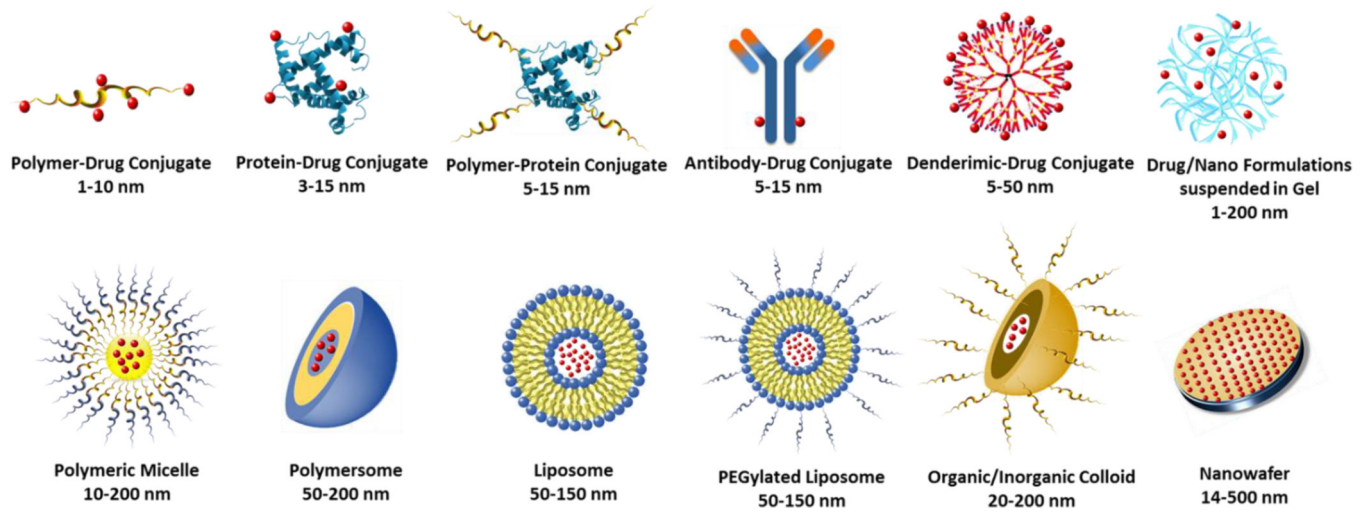 Polymer-Drug Conjugate
1-10 nm
Protein-Drug Conjugate
3-15 nm
Polymer-Protein Conjugate
5-15 nm
Antibody-Drug Conjugate
5-15 nm
Denderimic-Drug Conjugate
5-50 nm
Drug/Nano Formulations
suspended in Gel
1-200 nm
Polymeric Micelle
10-200 nm
Polymersome
50-200 nm
Liposome
50-150 nm
PEGylated Liposome
50-150 nm
Organic/Inorganic Colloid
20-200 nm
Nanowafer
14-500 nm